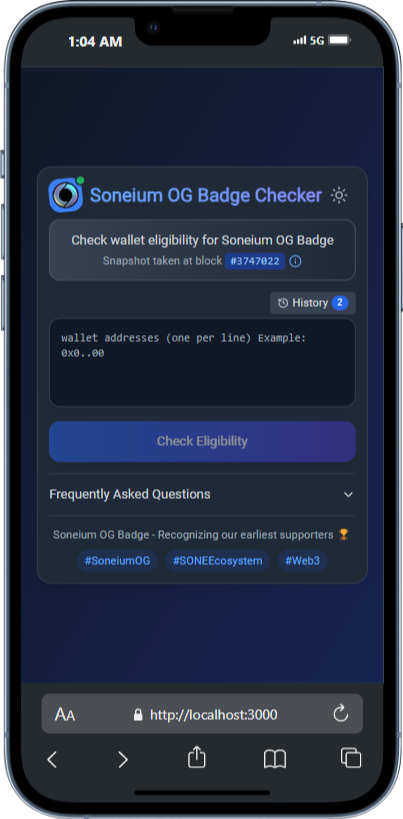 1:04 AM
5G
Soneium OG Badge Checker
Check wallet eligibility for Soneium OG Badge
Snapshot taken at block #3747022
History 2
wallet addresses (one per line) Example:
0x0..00
Check Eligibility
Frequently Asked Questions
Soneium OG Badge - Recognizing our earliest supporters 🏆
#SoneiumOG #SONEEcosystem #Web3
AA http://localhost:3000